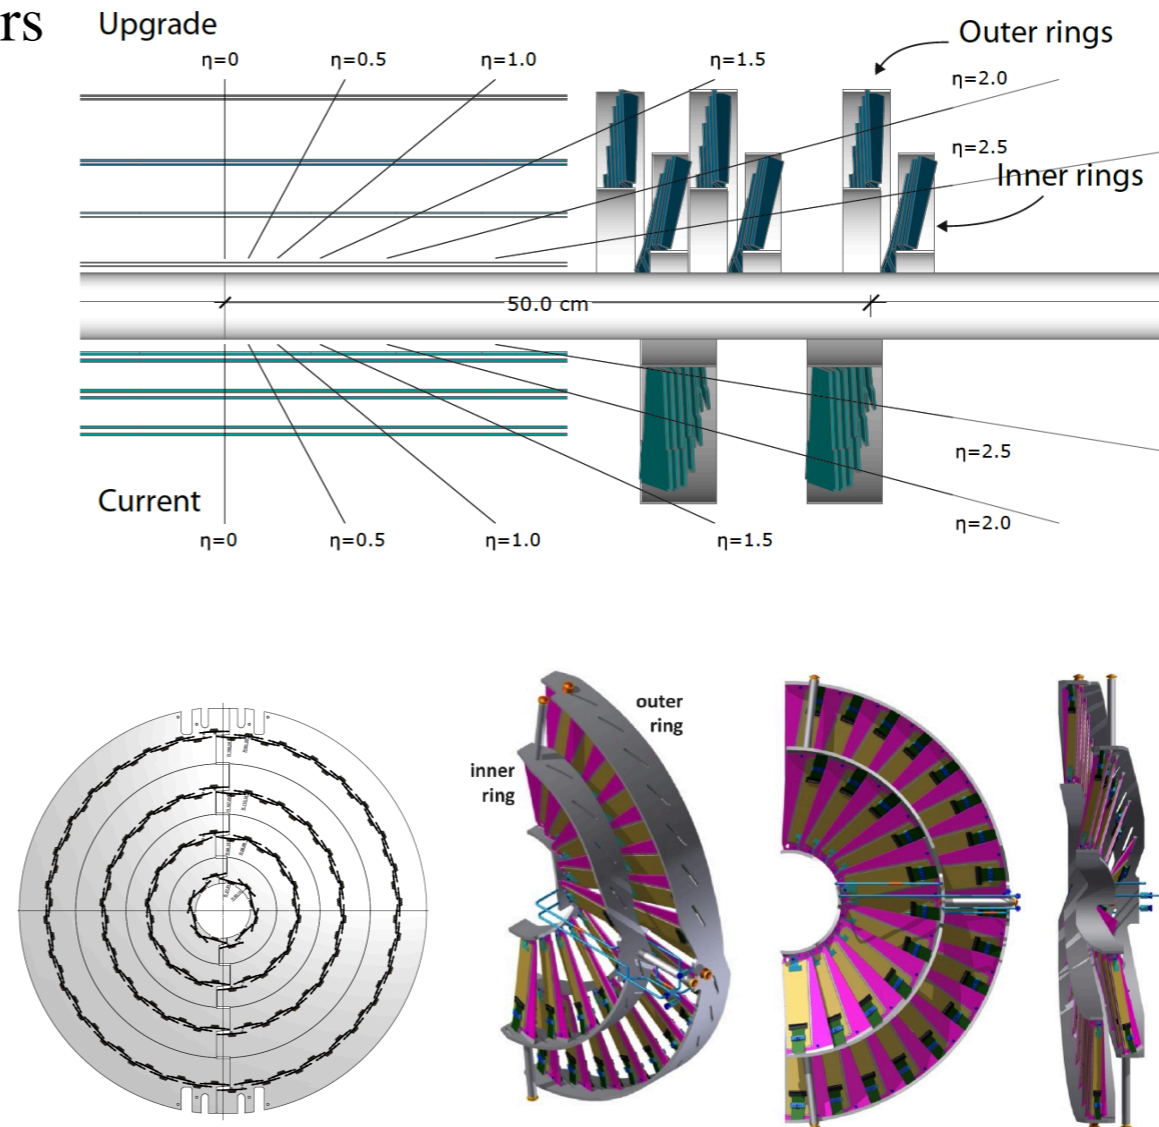 rs
Upgrade
Outer rings
η=0
η=0.5
η=1.0
η=1.5
η=2.0
η=2.5
Inner rings
50.0 cm
η=2.5
Current
η=2.0
η=0
η=0.5
η=1.0
η=1.5
outer
ring
inner
ring